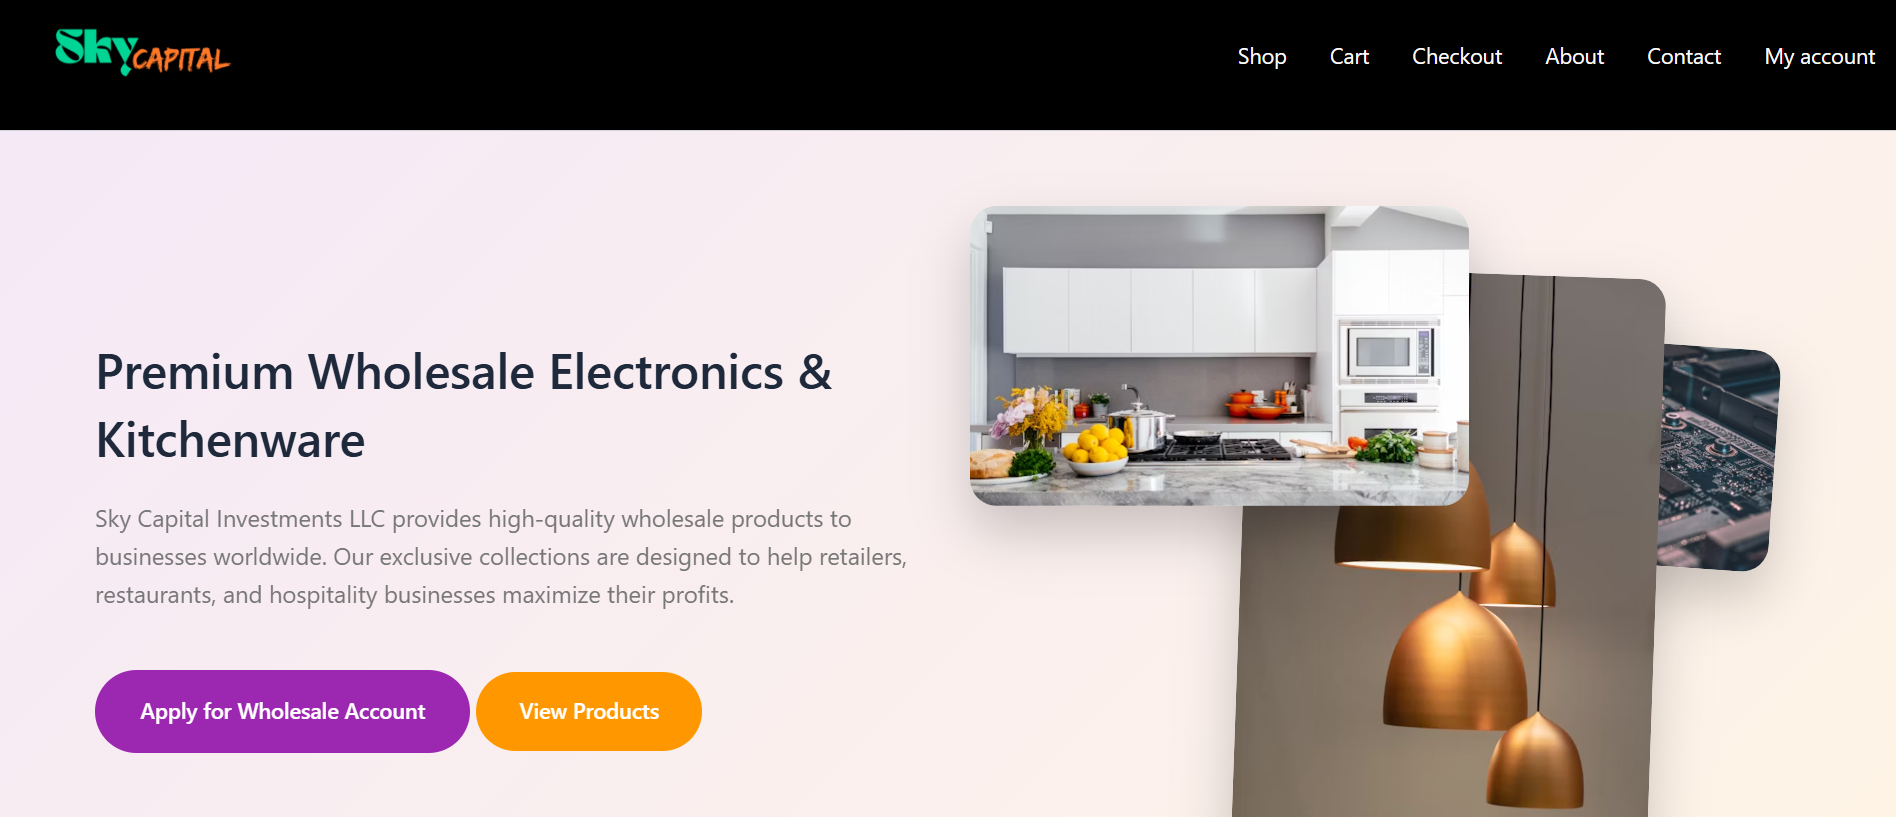 Sky CAPITAL
Shop Cart Checkout About Contact My account
Premium Wholesale Electronics &
Kitchenware
Sky Capital Investments LLC provides high-quality wholesale products to
businesses worldwide. Our exclusive collections are designed to help retailers,
restaurants, and hospitality businesses maximize their profits.
Apply for Wholesale Account View Products